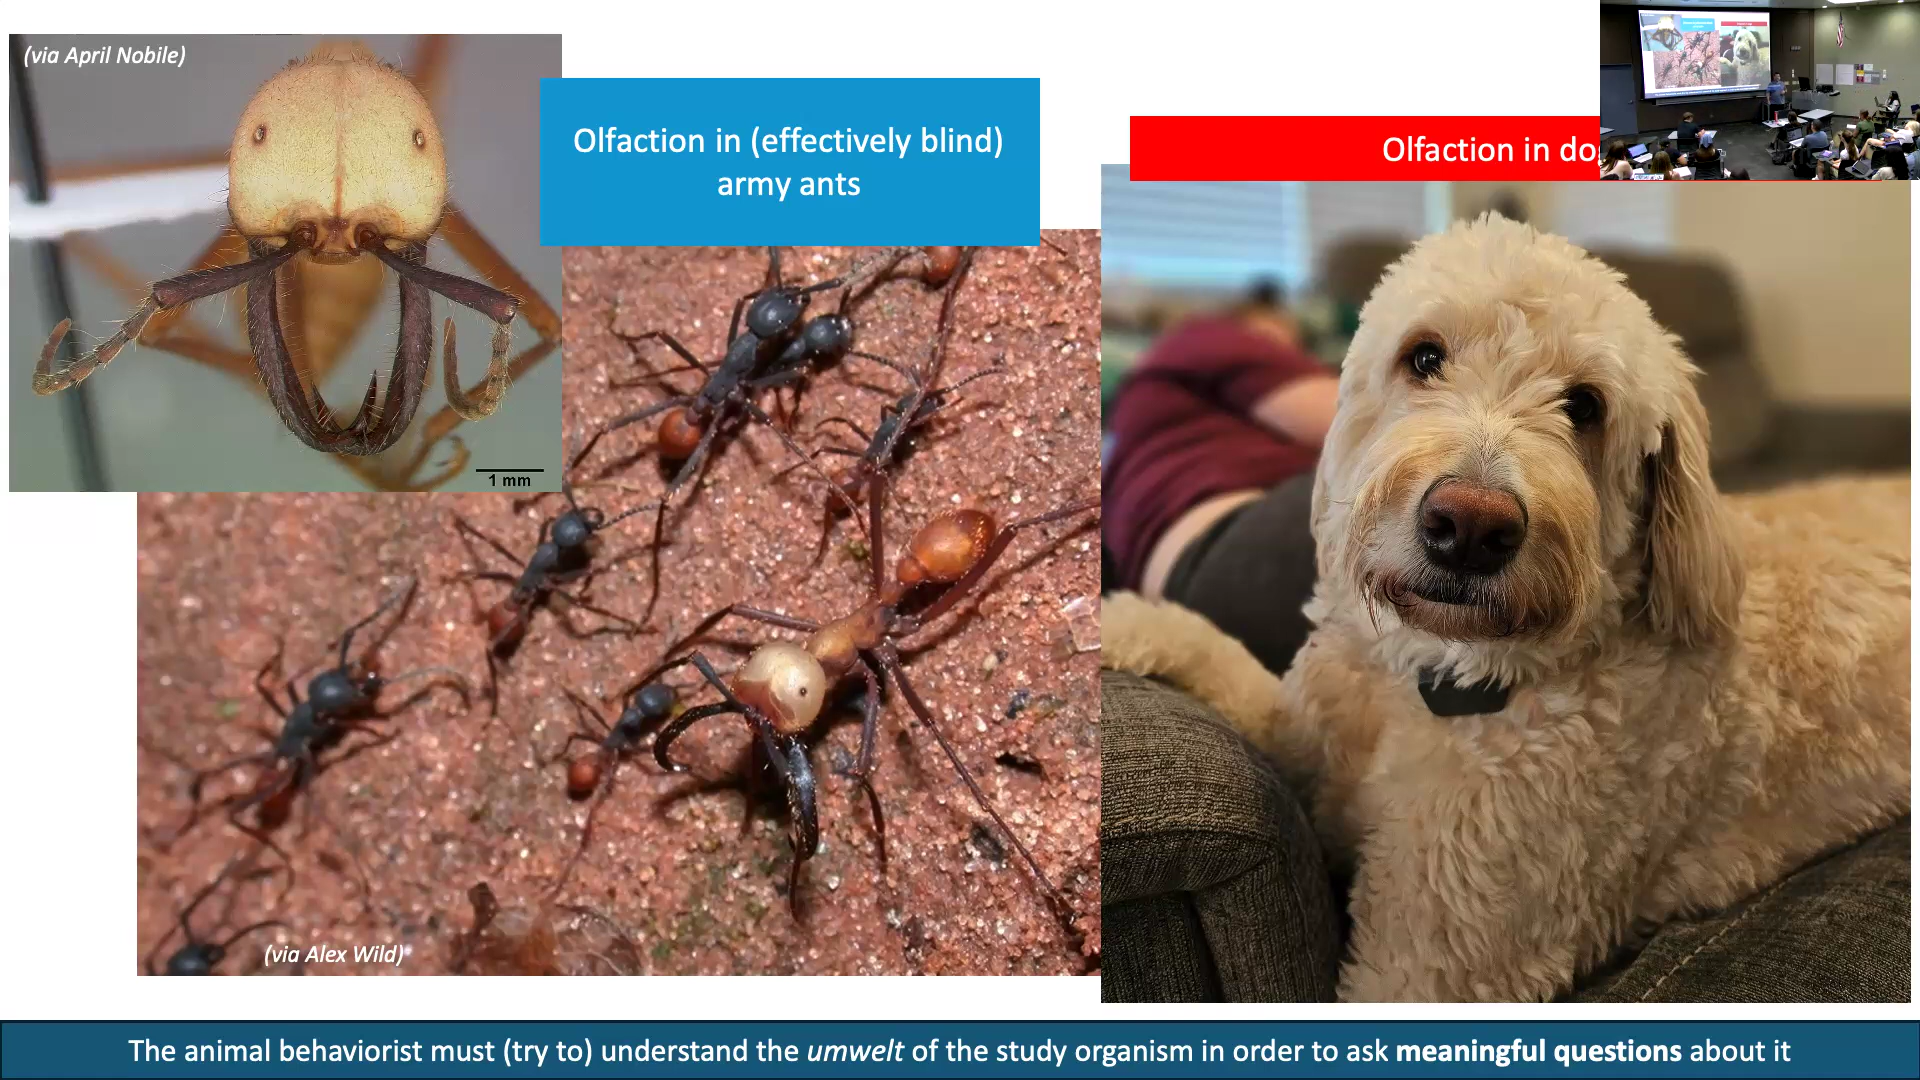 (via April Nobile)
1 mm
Olfaction in (effectively blind)
army ants
Olfaction in
(via Alex Wild)
The animal behaviorist must (try to) understand the umwelt of the study organism in order to ask meaningful questions about it